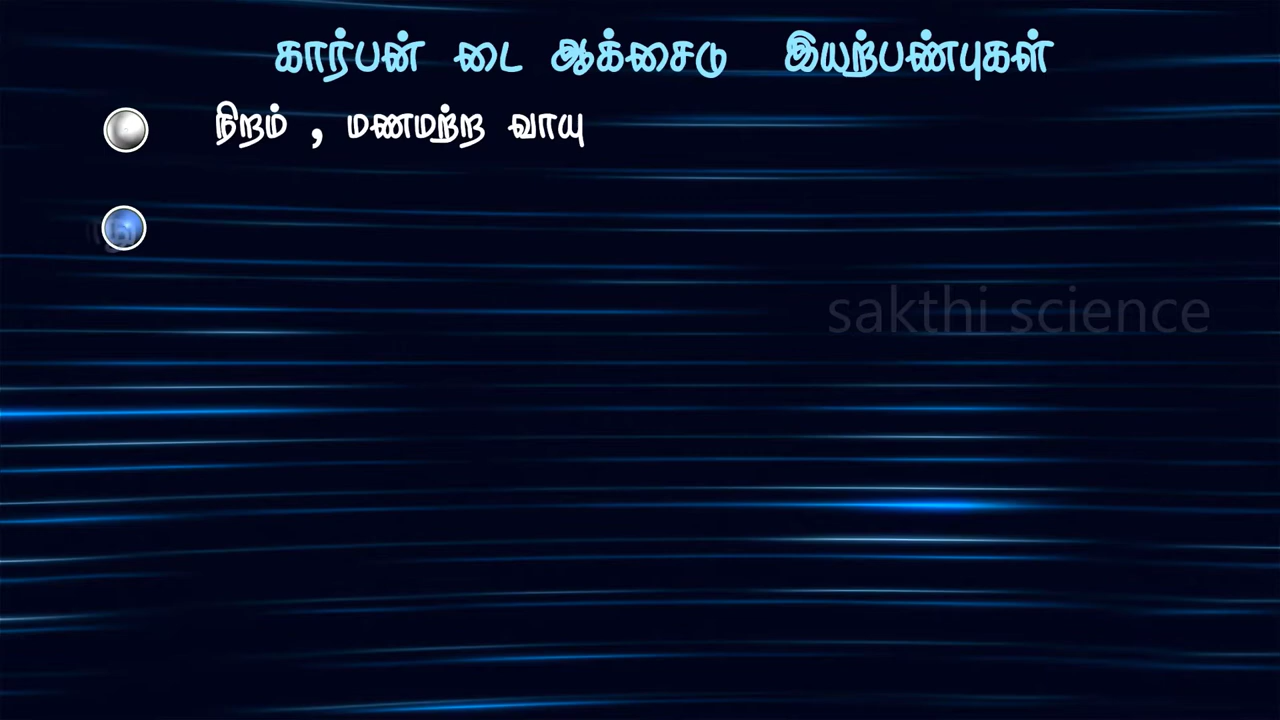 கார்பன் டை ஆக்சைடு இயற்பண்புகள்
நிறம் , மணமற்ற வாயு
sakthi science